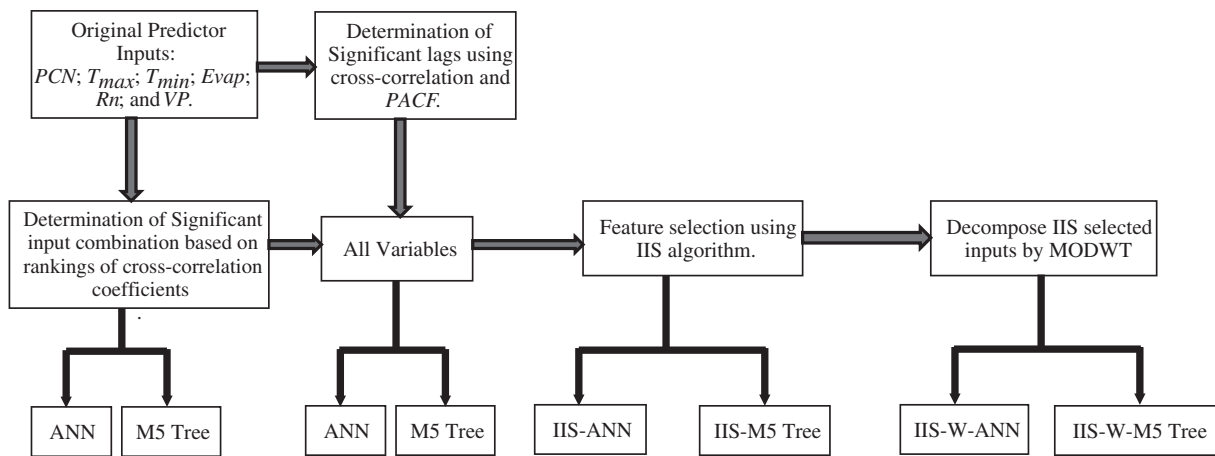 Original Predictor
Inputs:
PCN; Tmax; Tmin; Evap;
Rn; and VP.
Determination of
Significant lags using
cross-correlation and
PACF.
Determination of Significant
input combination based on
rankings of cross-correlation
coefficients
.
All Variables
Feature selection using
IIS algorithm.
Decompose IIS selected
inputs by MODWT
ANN
M5 Tree
ANN
M5 Tree
IIS-ANN
IIS-M5 Tree
IIS-W-ANN
IIS-W-M5 Tree